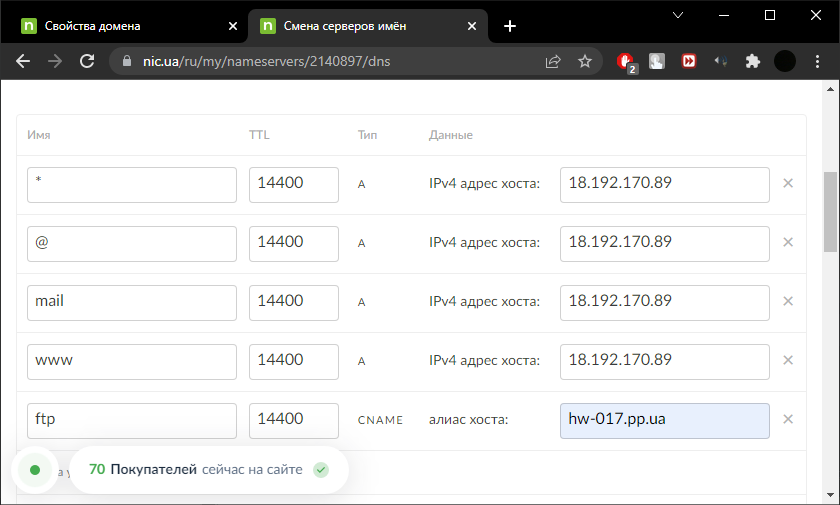 Свойства домена
Смена серверов имён
nic.ua/ru/my/nameservers/2140897/dns
2
Имя TTL Тип Данные
* 14400 A IPv4 адрес хоста: 18.192.170.89
@ 14400 A IPv4 адрес хоста: 18.192.170.89
mail 14400 A IPv4 адрес хоста: 18.192.170.89
www 14400 A IPv4 адрес хоста: 18.192.170.89
ftp 14400 CNAME алиас хоста: hw-017.pp.ua
70 Покупателей сейчас на сайте